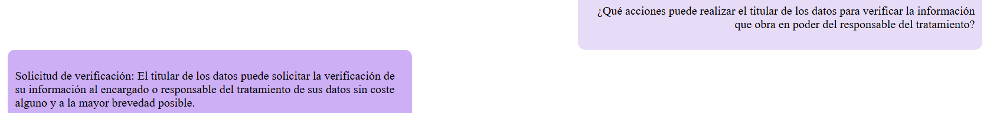 ¿Qué acciones puede realizar el titular de los datos para verificar la información
que obra en poder del responsable del tratamiento?
Solicitud de verificación: El titular de los datos puede solicitar la verificación de
su información al encargado o responsable del tratamiento de sus datos sin coste
alguno y a la mayor brevedad posible.